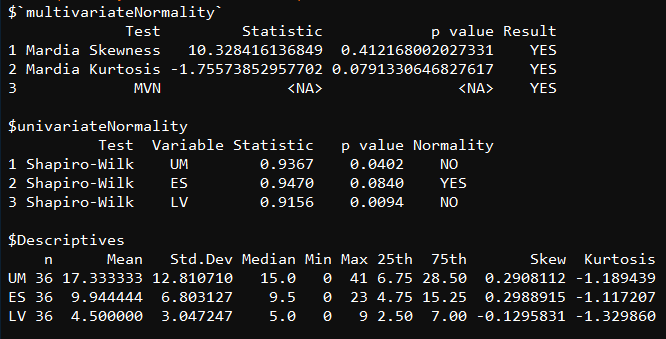 $`multivariateNormality`
Test Statistic p value Result
1 Mardia Skewness 10.328416136849 0.412168002027331 YES
2 Mardia Kurtosis -1.75573852957702 0.0791330646827617 YES
3 MVN <NA> <NA> YES
$univariateNormality
Test Variable Statistic p value Normality
1 Shapiro-Wilk UM 0.9367 0.0402 NO
2 Shapiro-Wilk ES 0.9470 0.0840 YES
3 Shapiro-Wilk LV 0.9156 0.0094 NO
$Descriptives
n Mean Std.Dev Median Min Max 25th 75th Skew Kurtosis
UM 36 17.333333 12.810710 15.0 0 41 6.75 28.50 0.2908112 -1.189439
ES 36 9.944444 6.803127 9.5 0 23 4.75 15.25 0.2988915 -1.117207
LV 36 4.500000 3.047247 5.0 0 9 2.50 7.00 -0.1295831 -1.329860